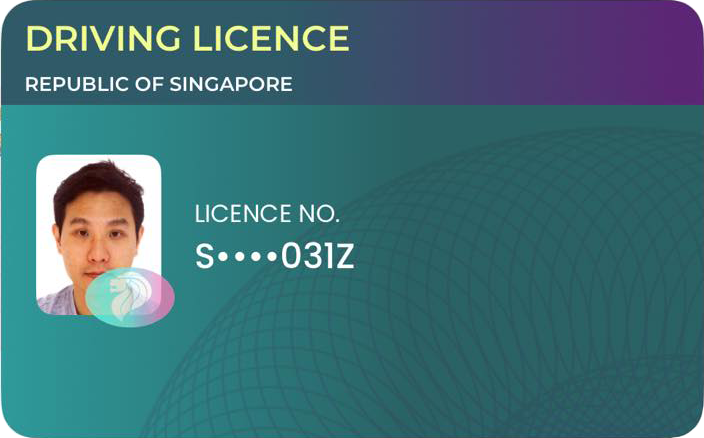 DRIVING LICENCE
REPUBLIC OF SINGAPORE
LICENCE NO.
S••••031Z